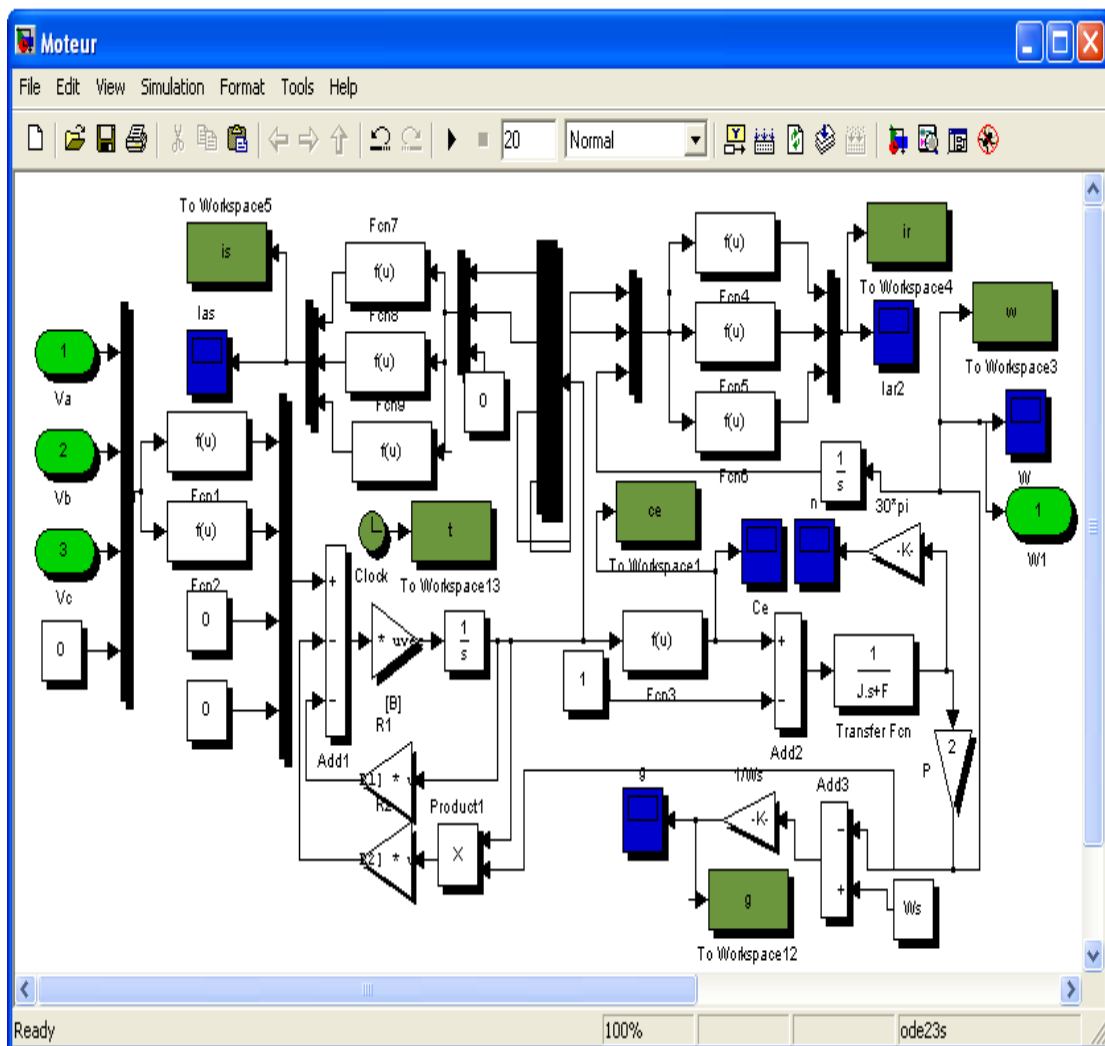 Moteur
File Edit View Simulation Format Tools Help
20 Normal
To Workspace5
is
Ias
1
Va
2
Vb
3
Vc
0
f(u)
Fcn1
f(u)
Fcn2
0
0
Fcn7
f(u)
Fcn8
f(u)
Fcn9
f(u)
0
Clock
t
To Workspace13
+
-
-
Add1
* uvec
[B]
R1
1
s
R2
Product1
X
f(u)
Fcn4
f(u)
Fcn5
f(u)
Fcn6
ir
To Workspace4
Iar2
w
To Workspace3
W
1
W1
1
s
n
30*pi
-K-
ce
To Workspace1
Ce
f(u)
Fcn3
1
+
-
Add2
1
J.s+F
Transfer Fcn
2
P
g
1/Ws
-K-
Add3
-
+
Ws
g
To Workspace12
Ready 100% ode23s